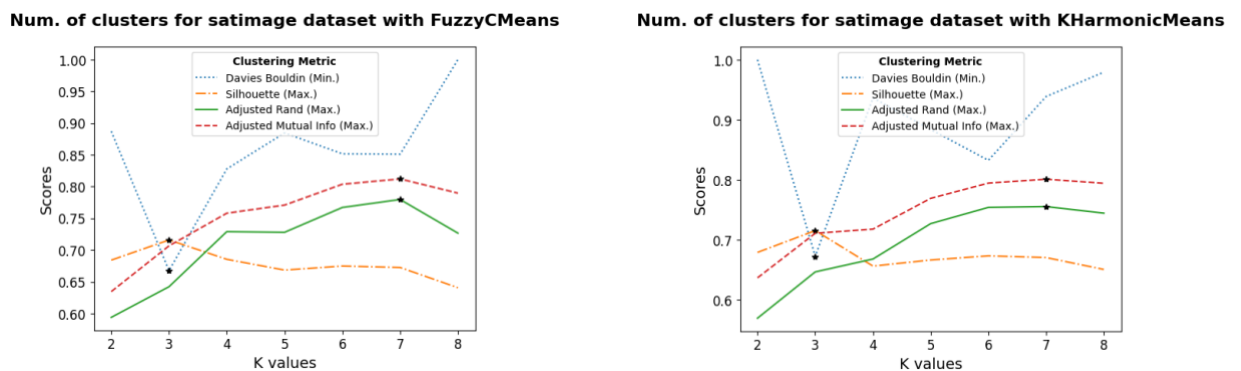 Num. of clusters for satimage dataset with FuzzyCMeans
Clustering Metric
Davies Bouldin (Min.)
Silhouette (Max.)
Adjusted Rand (Max.)
Adjusted Mutual Info (Max.)
1.00
0.95
0.90
0.85
0.80
0.75
0.70
0.65
0.60
Scores
2 3 4 5 6 7 8
K values
Num. of clusters for satimage dataset with KHarmonicMeans
Clustering Metric
Davies Bouldin (Min.)
Silhouette (Max.)
Adjusted Rand (Max.)
Adjusted Mutual Info (Max.)
1.0
0.9
0.8
0.7
0.6
Scores
2 3 4 5 6 7 8
K values